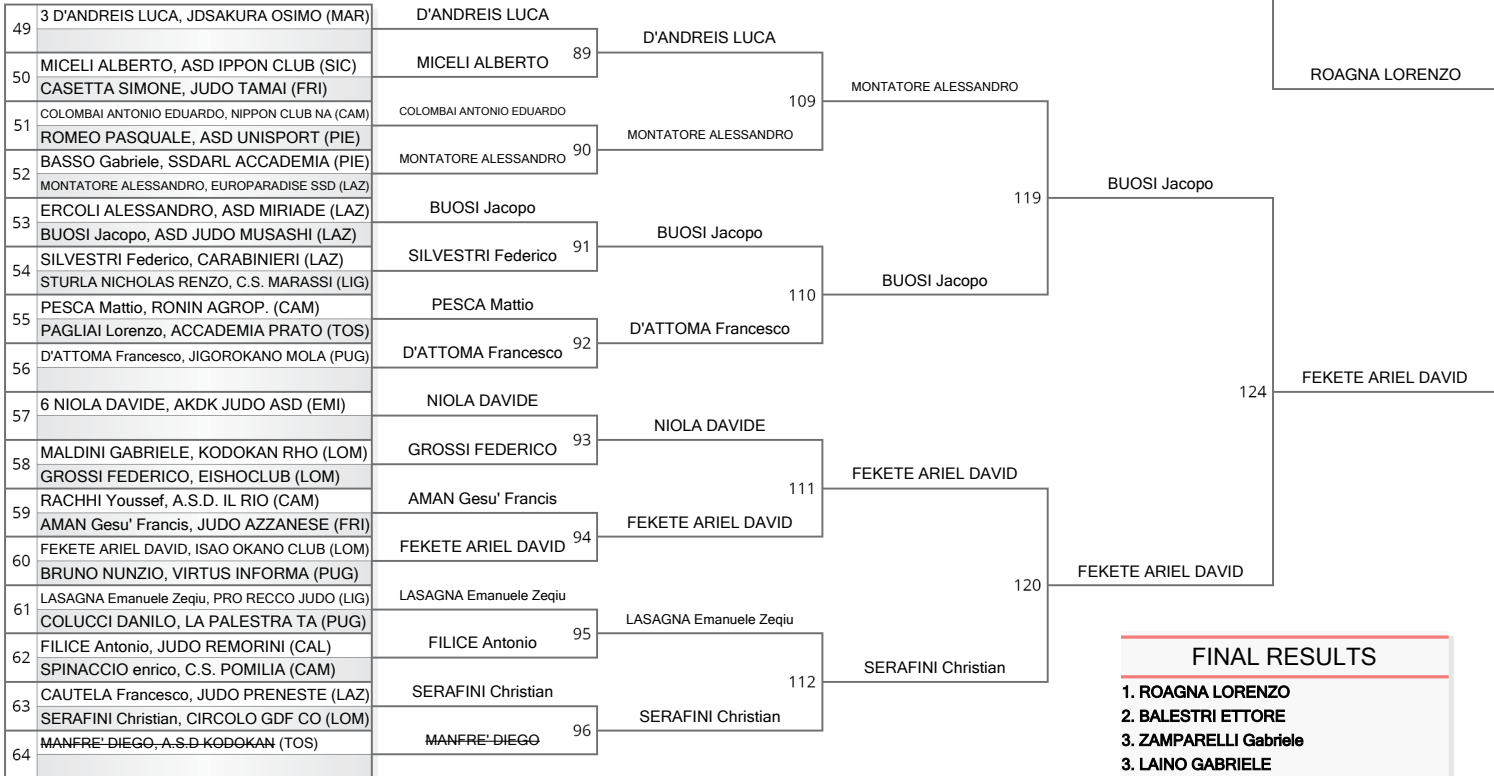 49
3 D'ANDREIS LUCA, JDSAKURA OSIMO (MAR)
50
MICELI ALBERTO, ASD IPPON CLUB (SIC)
CASETTA SIMONE, JUDO TAMAI (FRI)
51
COLOMBAI ANTONIO EDUARDO, NIPPON CLUB NA (CAM)
ROMEO PASQUALE, ASD UNISPORT (PIE)
52
BASSO Gabriele, SSDARL ACCADEMIA (PIE)
MONTATORE ALESSANDRO, EUROPARADISE SSD (LAZ)
53
ERCOLI ALESSANDRO, ASD MIRIADE (LAZ)
BUOSI Jacopo, ASD JUDO MUSASHI (LAZ)
54
SILVESTRI Federico, CARABINIERI (LAZ)
STURLA NICHOLAS RENZO, C.S. MARASSI (LIG)
55
PESCA Mattio, RONIN AGROP. (CAM)
PAGLIAI Lorenzo, ACCADEMIA PRATO (TOS)
56
D'ATTOMA Francesco, JIGOROKANO MOLA (PUG)
57
6 NIOLA DAVIDE, AKDK JUDO ASD (EMI)
58
MALDINI GABRIELE, KODOKAN RHO (LOM)
GROSSI FEDERICO, EISHOCLUB (LOM)
59
RACHHI Youssef, A.S.D. IL RIO (CAM)
AMAN Gesu' Francis, JUDO AZZANESE (FRI)
60
FEKETE ARIEL DAVID, ISAO OKANO CLUB (LOM)
BRUNO NUNZIO, VIRTUS INFORMA (PUG)
61
LASAGNA Emanuele Zeqiu, PRO RECCO JUDO (LIG)
COLUCCI DANILO, LA PALESTRA TA (PUG)
62
FILICE Antonio, JUDO REMORINI (CAL)
SPINACCIO enrico, C.S. POMILIA (CAM)
63
CAUTELA Francesco, JUDO PRENESTE (LAZ)
SERAFINI Christian, CIRCOLO GDF CO (LOM)
64
MANFRE' DIEGO, A.S.D KODOKAN (TOS)
D'ANDREIS LUCA
89
MICELI ALBERTO
COLOMBAI ANTONIO EDUARDO
90
MONTATORE ALESSANDRO
BUOSI Jacopo
91
SILVESTRI Federico
PESCA Mattio
92
D'ATTOMA Francesco
NIOLA DAVIDE
93
GROSSI FEDERICO
AMAN Gesu' Francis
94
FEKETE ARIEL DAVID
LASAGNA Emanuele Zeqiu
95
FILICE Antonio
SERAFINI Christian
96
MANFRE' DIEGO
D'ANDREIS LUCA
109
MONTATORE ALESSANDRO
BUOSI Jacopo
110
D'ATTOMA Francesco
NIOLA DAVIDE
111
FEKETE ARIEL DAVID
LASAGNA Emanuele Zeqiu
112
SERAFINI Christian
MONTATORE ALESSANDRO
119
BUOSI Jacopo
FEKETE ARIEL DAVID
120
SERAFINI Christian
BUOSI Jacopo
124
FEKETE ARIEL DAVID
ROAGNA LORENZO
FEKETE ARIEL DAVID
FINAL RESULTS
1. ROAGNA LORENZO
2. BALESTRI ETTORE
3. ZAMPARELLI Gabriele
3. LAINO GABRIELE